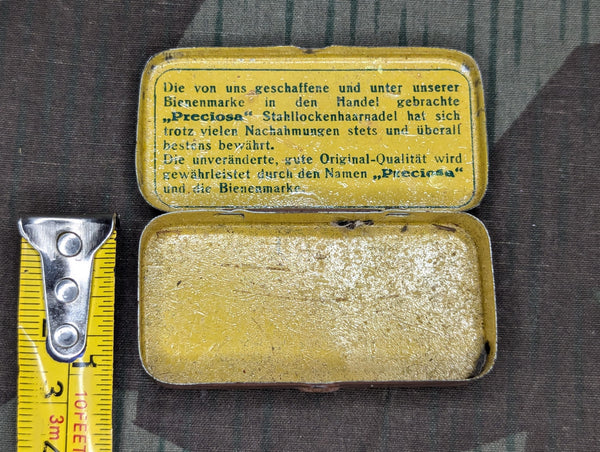 Die von uns geschaffene und unter unserer
Bienenmarke in den Handel gebrachte
„Preciosa“ Stahllockenhaarnadel hat sich
trotz vielen Nachahmungen stets und überall
bestens bewährt.
Die unveränderte, gute Original-Qualität wird
gewährleistet durch den Namen „Preciosa“
und die Bienenmarke.
1
3
3m
10FEET